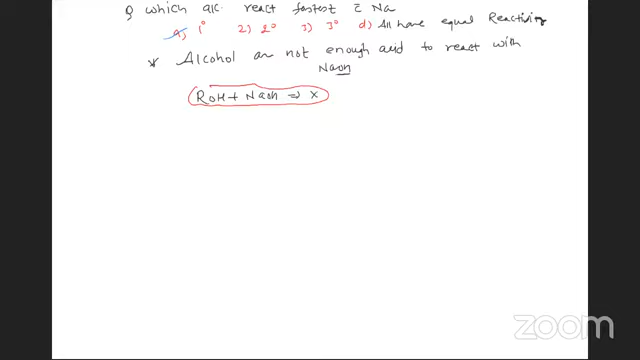 Q which alc. react fastest c̄ Na
a) 1° 2) 2° 3) 3° d) All have equal Reactivity
* Alcohol are not enough acid to react with
NaOH
ROH + NaOH ⇒ X
zoom